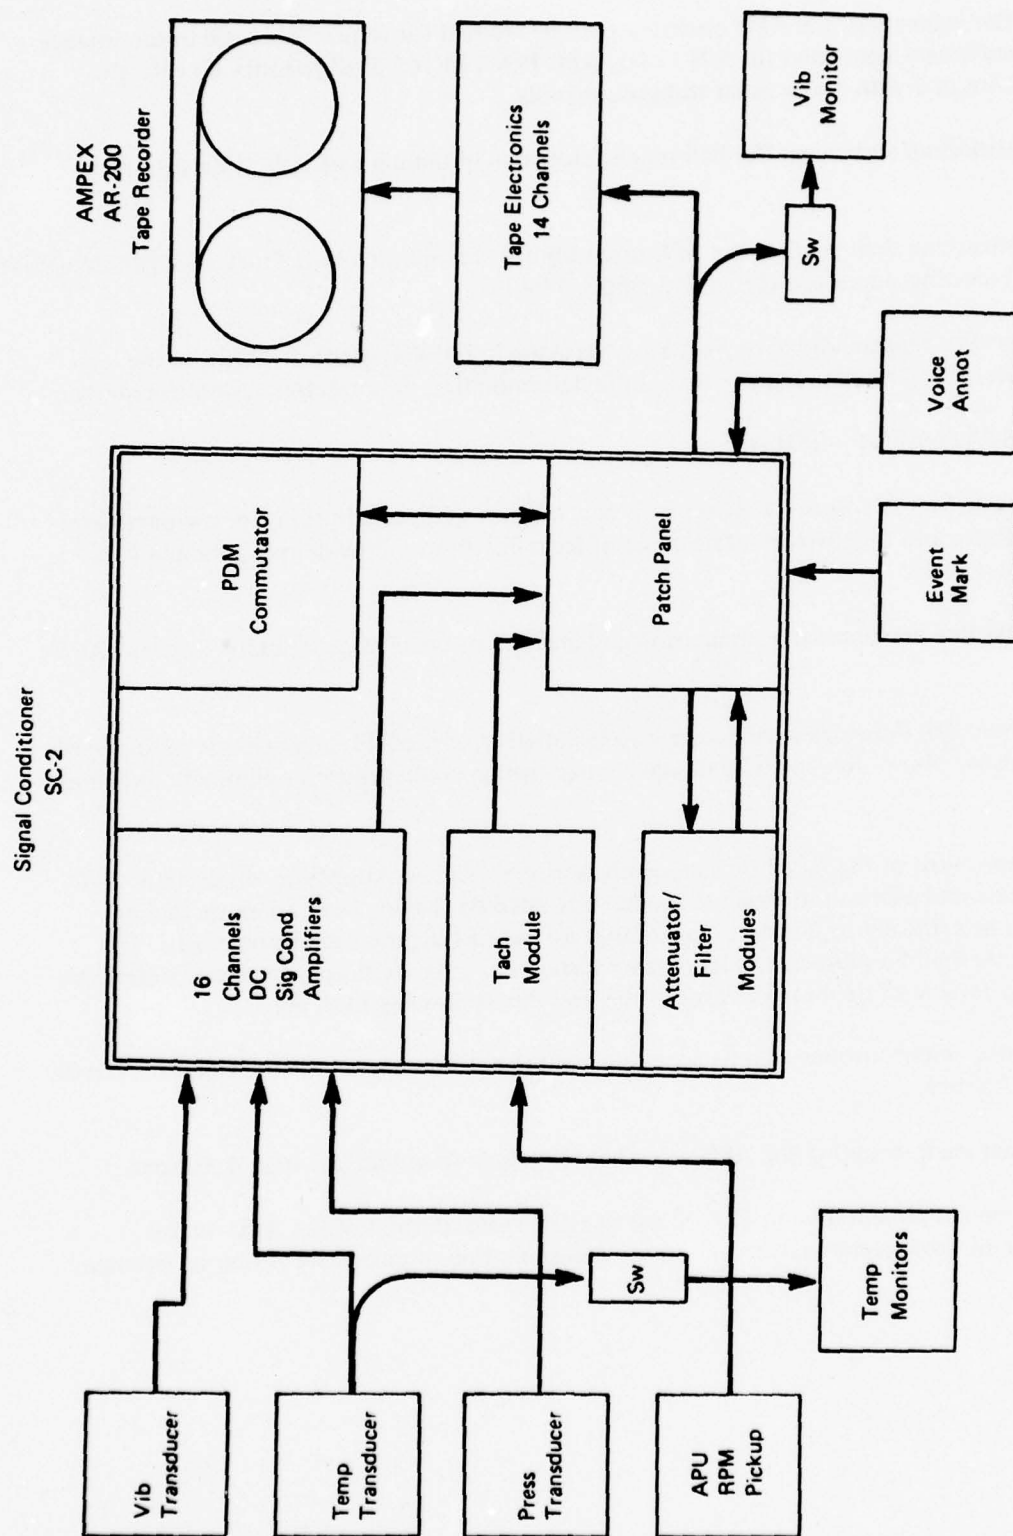 Signal Conditioner
SC-2
Vib
Transducer
Temp
Transducer
Press
Transducer
APU
RPM
Pickup
Sw
Temp
Monitors
16
Channels
DC
Sig Cond
Amplifiers
Tach
Module
Attenuator/
Filter
Modules
PDM
Commutator
Patch Panel
Event
Mark
Voice
Annot
AMPEX
AR-200
Tape Recorder
Tape Electronics
14 Channels
Sw
Vib
Monitor